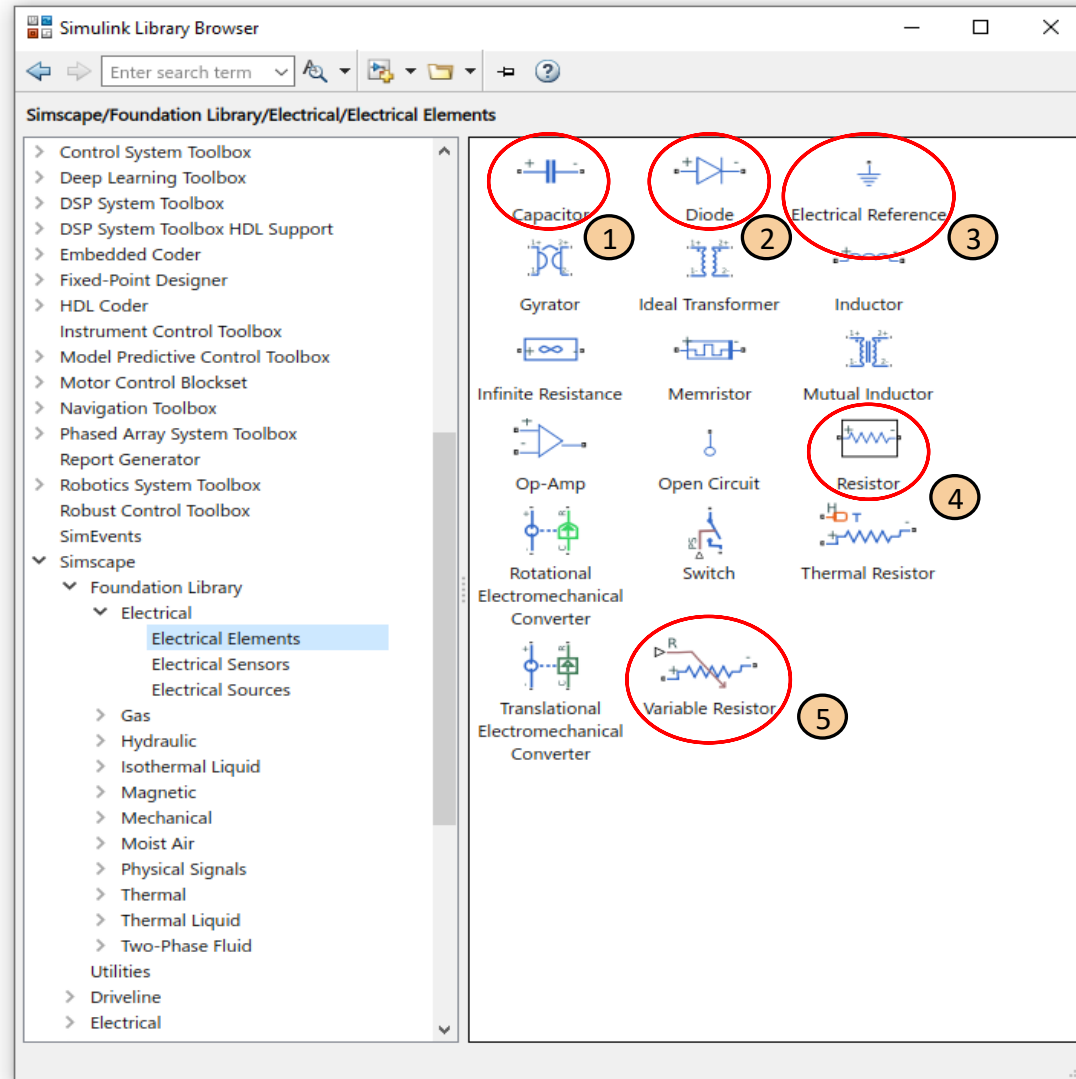 Simulink Library Browser
Enter search term
Simscape/Foundation Library/Electrical/Electrical Elements
Control System Toolbox
Deep Learning Toolbox
DSP System Toolbox
DSP System Toolbox HDL Support
Embedded Coder
Fixed-Point Designer
HDL Coder
Instrument Control Toolbox
Model Predictive Control Toolbox
Motor Control Blockset
Navigation Toolbox
Phased Array System Toolbox
Report Generator
Robotics System Toolbox
Robust Control Toolbox
SimEvents
Simscape
Foundation Library
Electrical
Electrical Elements
Electrical Sensors
Electrical Sources
Gas
Hydraulic
Isothermal Liquid
Magnetic
Mechanical
Moist Air
Physical Signals
Thermal
Thermal Liquid
Two-Phase Fluid
Utilities
Driveline
Electrical
Capacitor
1
Diode
2
Electrical Reference
3
Gyrator
Ideal Transformer
Inductor
Infinite Resistance
Memristor
Mutual Inductor
Op-Amp
Open Circuit
Resistor
4
Rotational
Electromechanical
Converter
PS
Switch
H T
Thermal Resistor
Translational
Electromechanical
Converter
R
Variable Resistor
5